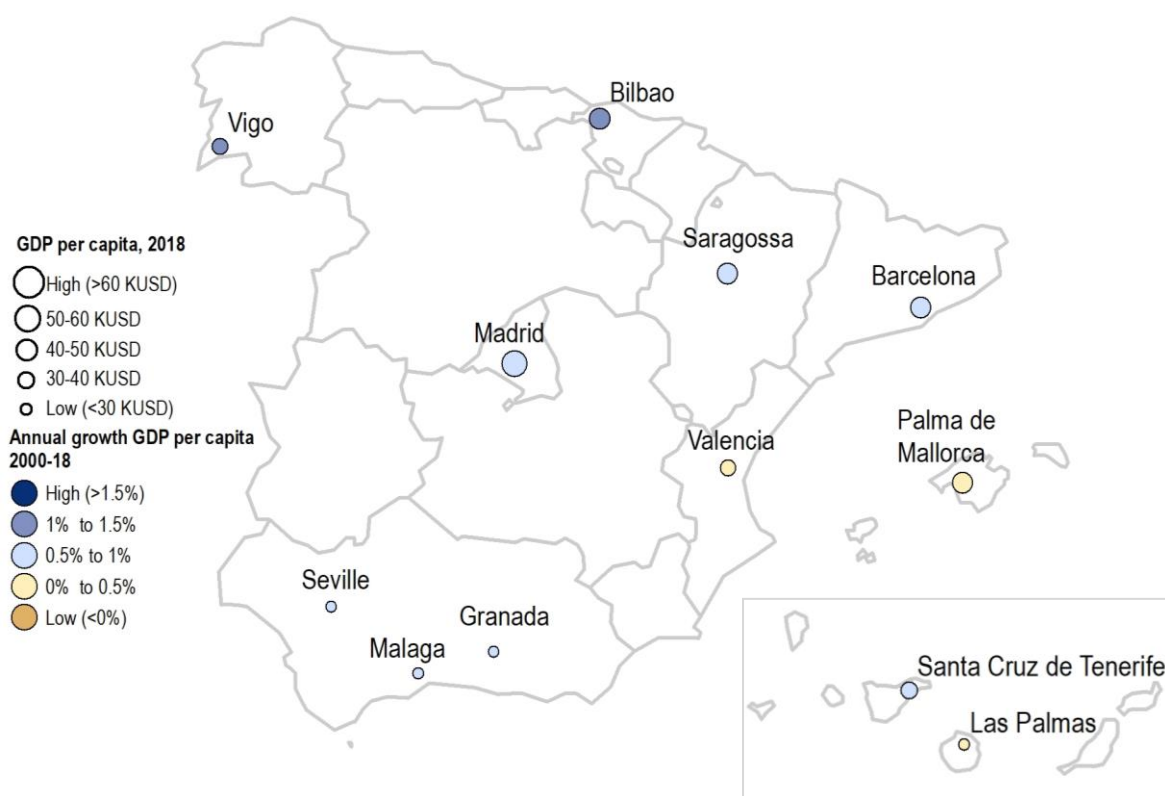 Bilbao
Vigo
GDP per capita, 2018
High (>60 KUSD)
50-60 KUSD
40-50 KUSD
30-40 KUSD
Low (<30 KUSD)
Annual growth GDP per capita
2000-18
High (>1.5%)
1% to 1.5%
0.5% to 1%
0% to 0.5%
Low (<0%)
Saragossa
Barcelona
Madrid
Valencia
Palma de
Mallorca
Seville
Granada
Malaga
Santa Cruz de Tenerife
Las Palmas